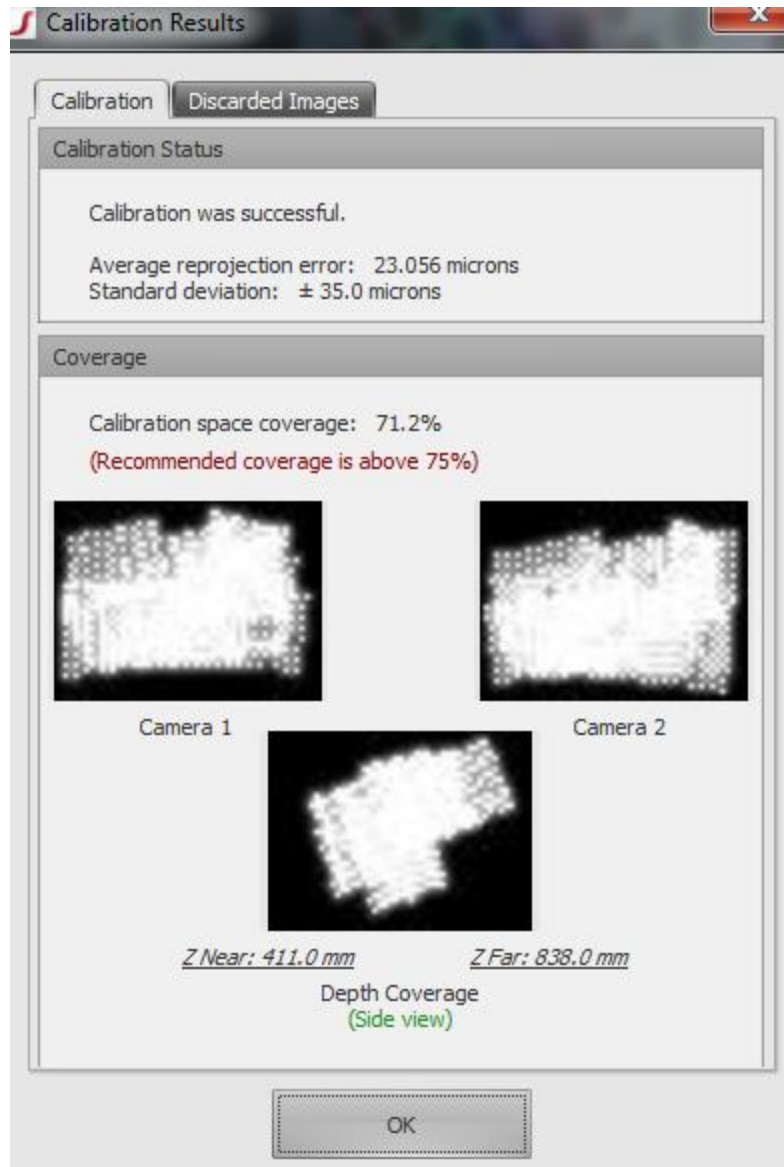 Calibration Results
X
Calibration
Discarded Images
Calibration Status
Calibration was successful.
Average reprojection error: 23.056 microns
Standard deviation: ± 35.0 microns
Coverage
Calibration space coverage: 71.2%
(Recommended coverage is above 75%)
Camera 1
Camera 2
Z Near: 411.0 mm
Z Far: 838.0 mm
Depth Coverage
(Side view)
OK